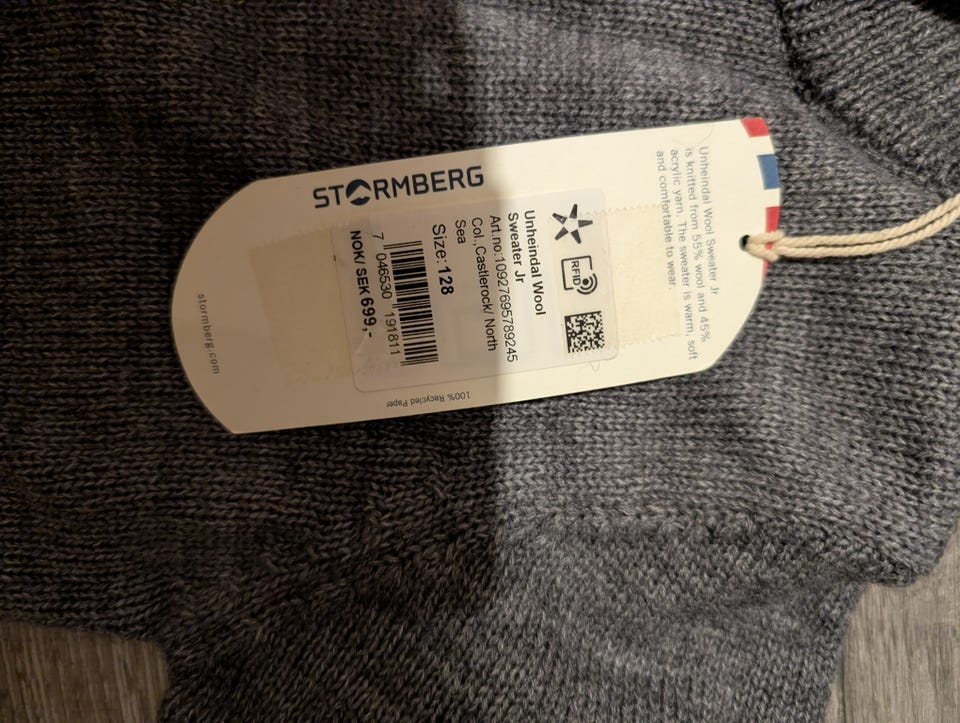 STORMBERG
Unheindal Wool Sweater Jr
is knitted from 55% wool and 45%
acrylic yarn. The sweater is warm, soft
and comfortable to wear.
RFID
Unheindal Wool
Sweater Jr
Art.no:10927695789245
Col.,Castlerock/ North
Sea
Size: 128
7 046530 191811
NOK/ SEK 699,-
100% Recycled Paper
stormberg.com